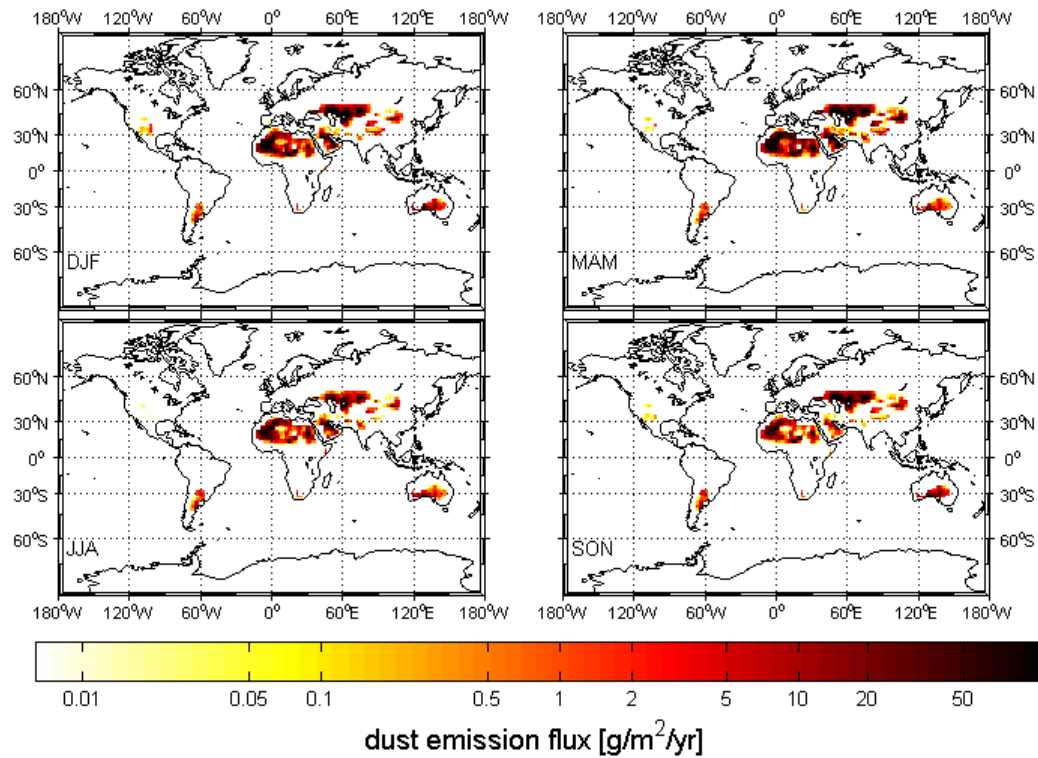 180°W 120°W 60°W 0° 60°E 120°E 180°W 180°W 120°W 60°W 0° 60°E 120°E 180°W
60°N 60°N
30°N 30°N
0° 0°
30°S 30°S
60°S 60°S
DJF MAM
60°N 60°N
30°N 30°N
0° 0°
30°S 30°S
60°S 60°S
JJA SON
180°W 120°W 60°W 0° 60°E 120°E 180°W 180°W 120°W 60°W 0° 60°E 120°E 180°W
0.01 0.05 0.1 0.5 1 2 5 10 20 50
dust emission flux [g/m²/yr]